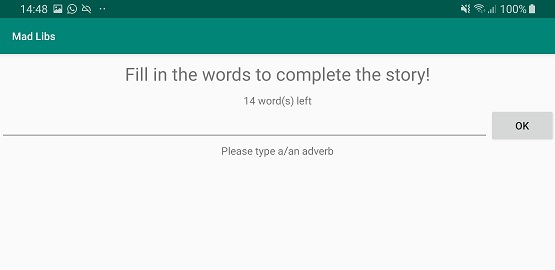 14:48 100%
Mad Libs
Fill in the words to complete the story!
14 word(s) left
OK
Please type a/an adverb